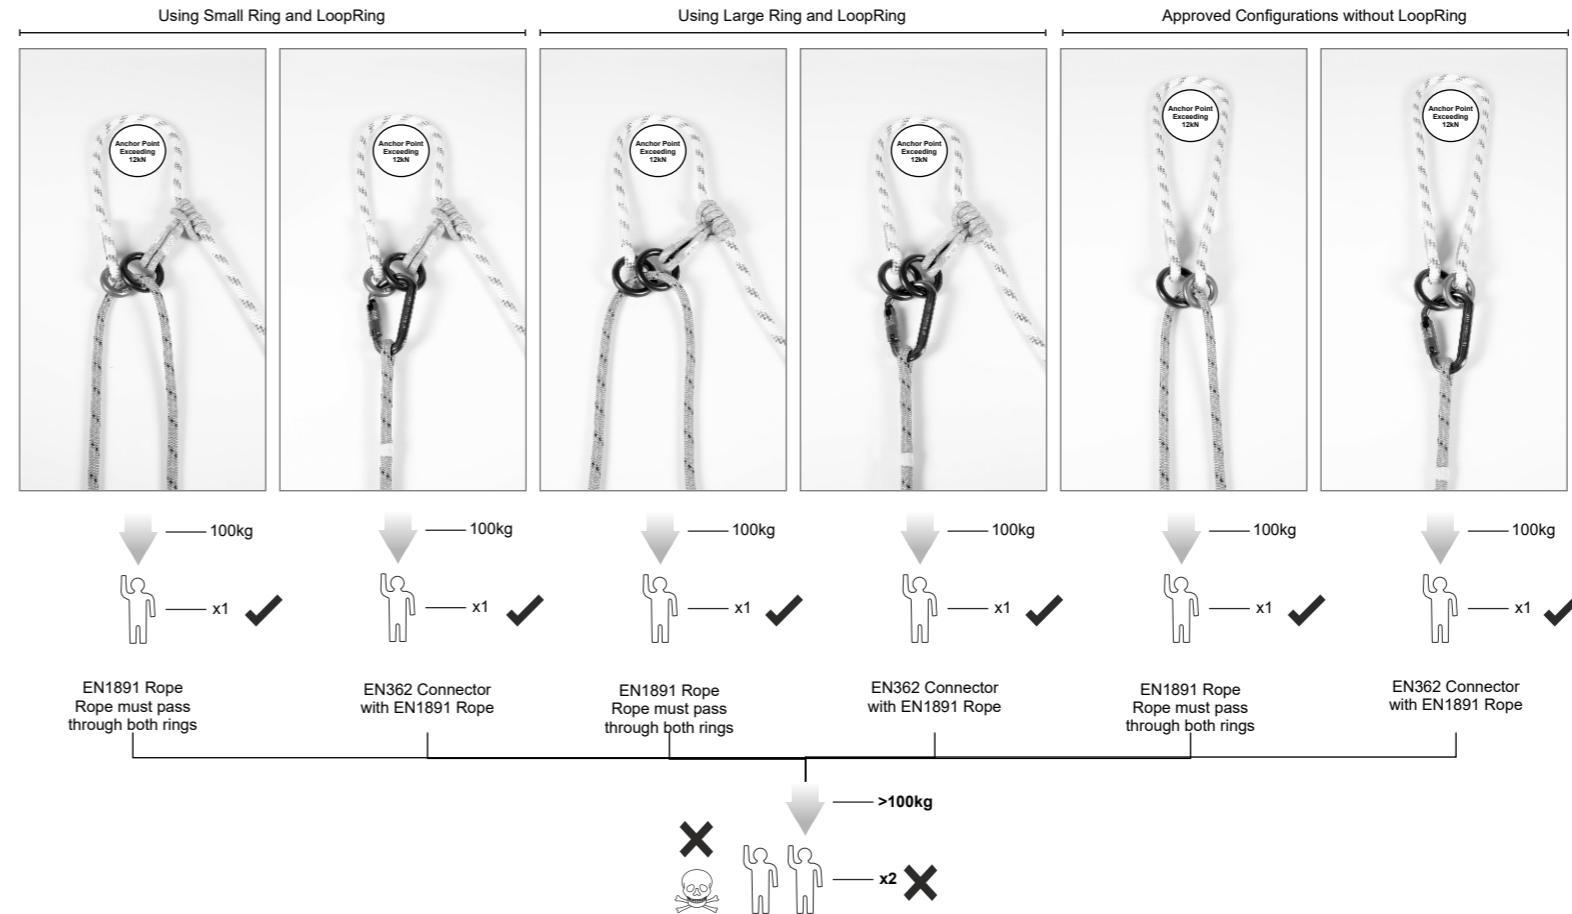 Using Small Ring and LoopRing
Using Large Ring and LoopRing
Approved Configurations without LoopRing
Anchor Point
Exceeding
12kN
Anchor Point
Exceeding
12kN
Anchor Point
Exceeding
12kN
Anchor Point
Exceeding
12kN
Anchor Point
Exceeding
12kN
Anchor Point
Exceeding
12kN
100kg
100kg
100kg
100kg
100kg
100kg
x1
x1
x1
x1
x1
x1
EN1891 Rope
Rope must pass
through both rings
EN362 Connector
with EN1891 Rope
EN1891 Rope
Rope must pass
through both rings
EN362 Connector
with EN1891 Rope
EN1891 Rope
Rope must pass
through both rings
EN362 Connector
with EN1891 Rope
>100kg
x2